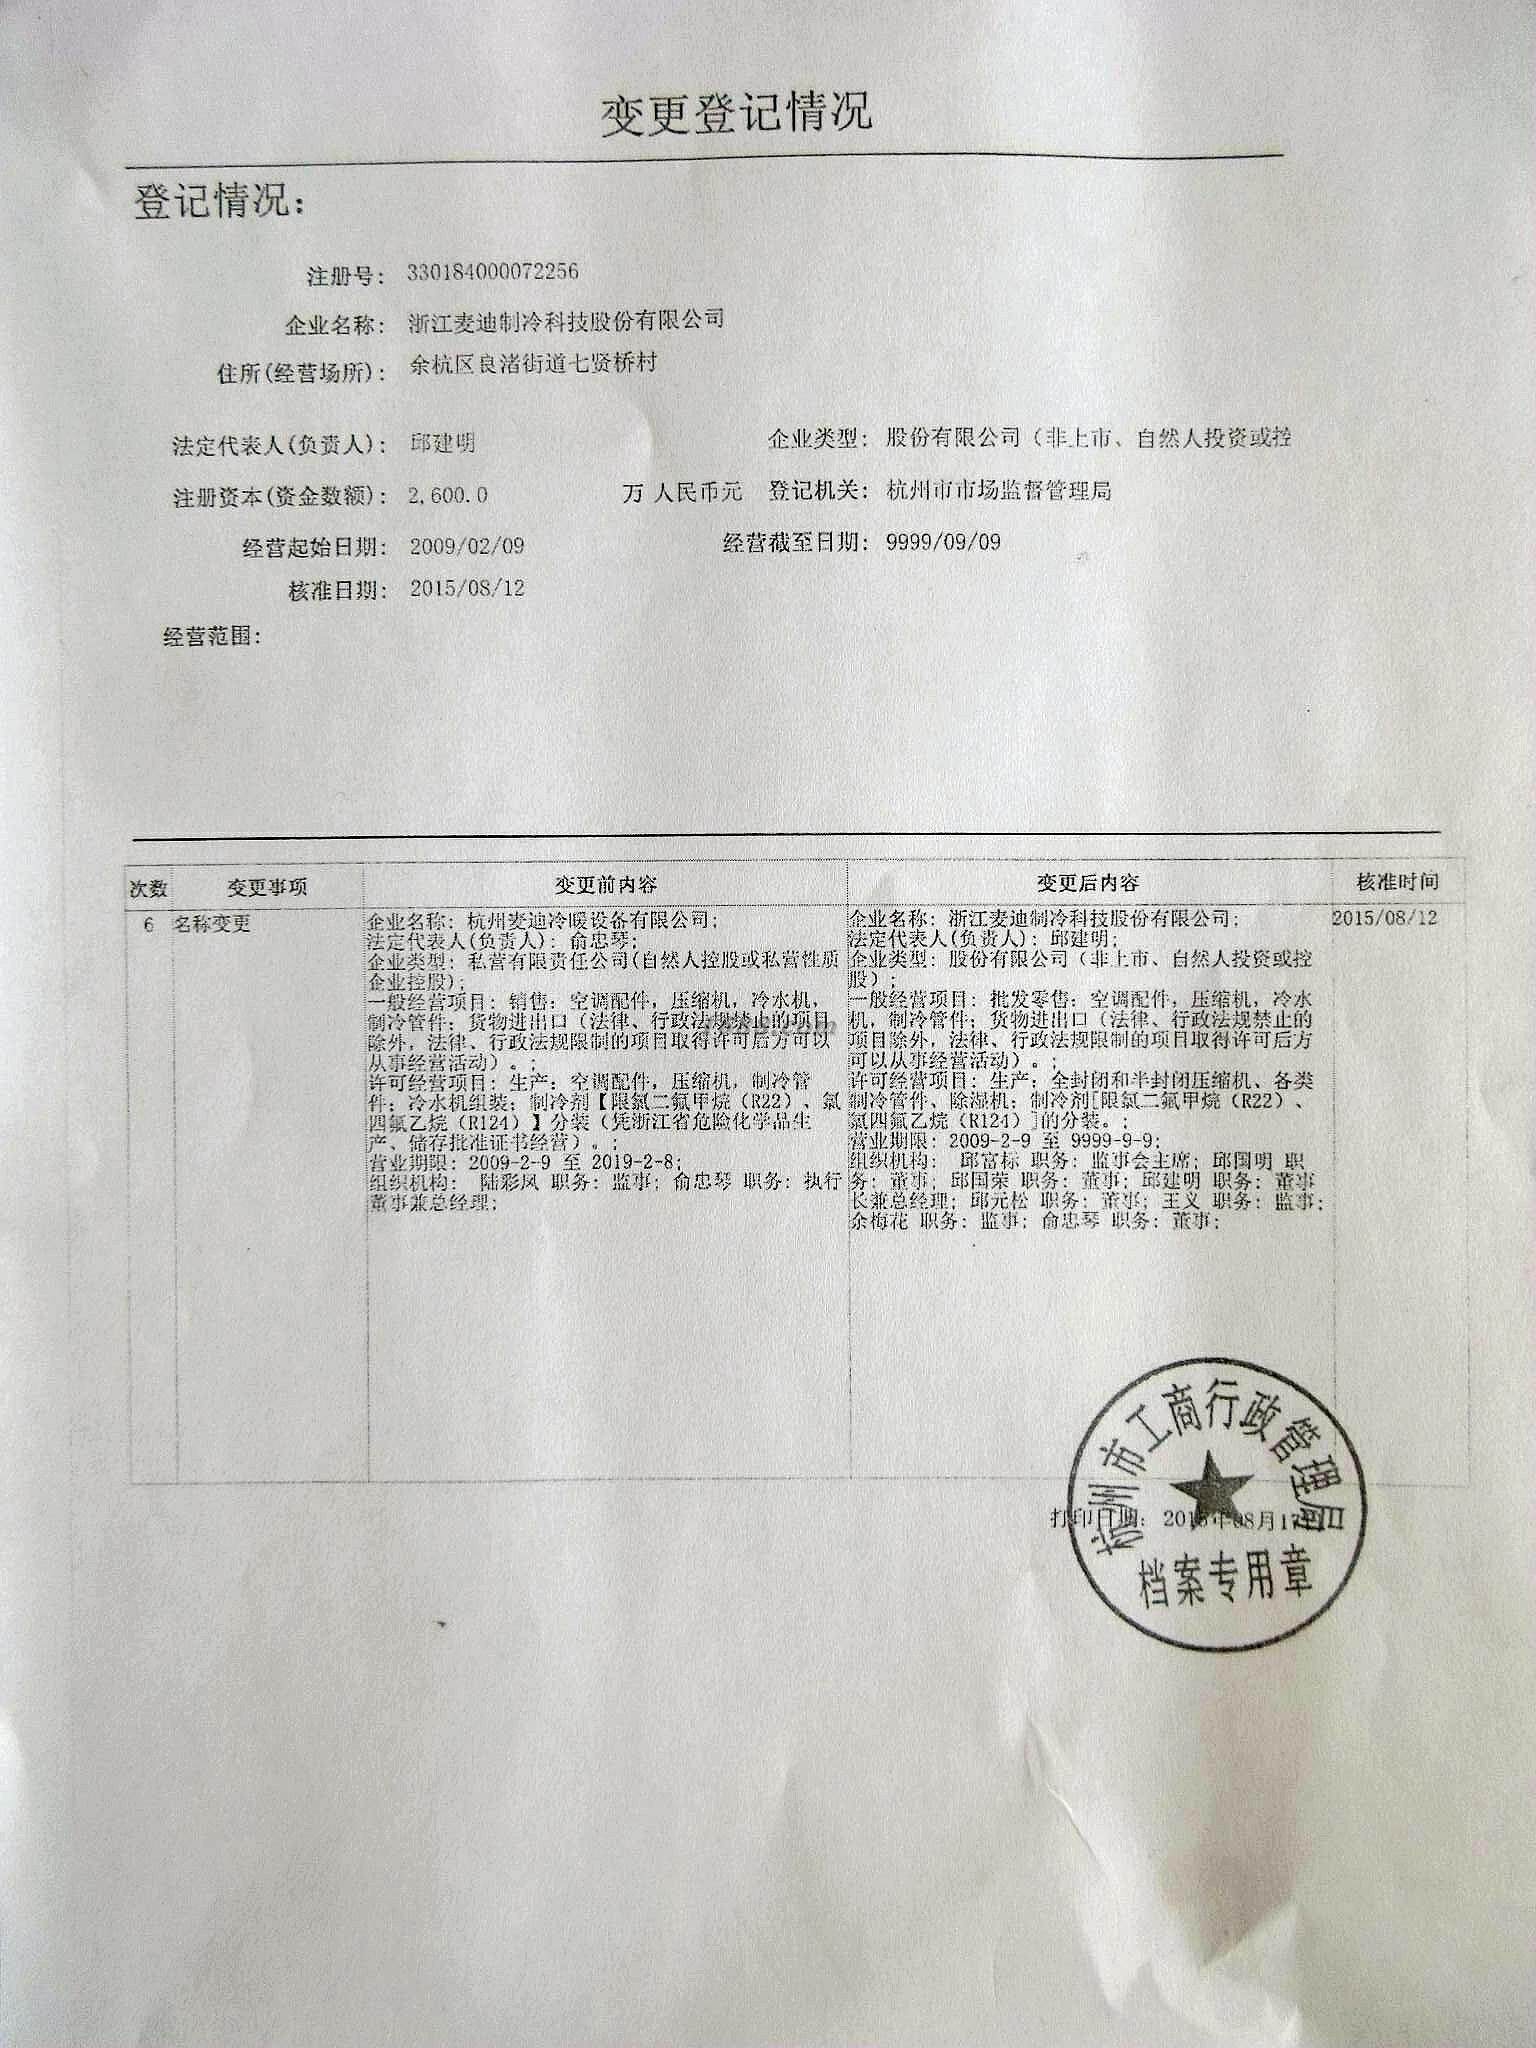 变更登记情况
登记情况:
注册号: 330184000072256
企业名称: 浙江麦迪制冷科技股份有限公司
住所(经营场所): 余杭区良渚街道七贤桥村
法定代表人(负责人): 邱建明 企业类型: 股份有限公司（非上市、自然人投资或控
注册资本(资金数额): 2,600.0 万 人民币元 登记机关: 杭州市市场监督管理局
经营起始日期: 2009/02/09 经营截至日期: 9999/09/09
核准日期: 2015/08/12
经营范围:
次数 变更事项 变更前内容 变更后内容 核准时间
6 名称变更
企业名称: 杭州麦迪冷暖设备有限公司;
法定代表人(负责人): 俞忠琴;
企业类型: 私营有限责任公司(自然人控股或私营性质
企业控股);
一般经营项目: 销售: 空调配件，压缩机，冷水机，
制冷管件; 货物进出口（法律、行政法规禁止的项目
除外，法律、行政法规限制的项目取得许可后方可以
从事经营活动）。;
许可经营项目: 生产: 空调配件，压缩机，制冷管
件; 冷水机组装; 制冷剂【限氯二氟甲烷（R22）、氯
四氟乙烷（R124）】分装（凭浙江省危险化学品生
产、储存批准证书经营）。;
营业期限: 2009-2-9 至 2019-2-8;
组织机构: 陆彩凤 职务: 监事; 俞忠琴 职务: 执行
董事兼总经理;
企业名称: 浙江麦迪制冷科技股份有限公司;
法定代表人(负责人): 邱建明;
企业类型: 股份有限公司（非上市、自然人投资或控
股）;
一般经营项目: 批发零售: 空调配件，压缩机，冷水
机，制冷管件; 货物进出口（法律、行政法规禁止的
项目除外，法律、行政法规限制的项目取得许可后方
可以从事经营活动）。;
许可经营项目: 生产: 全封闭和半封闭压缩机、各类
制冷管件、除湿机; 制冷剂[限氯二氟甲烷（R22）、
氯四氟乙烷（R124）]的分装。;
营业期限: 2009-2-9 至 9999-9-9;
组织机构: 邱富标 职务: 监事会主席; 邱国明 职
务: 董事; 邱国荣 职务: 董事; 邱建明 职务: 董事
长兼总经理; 邱元松 职务: 董事; 王义 职务: 监事;
余梅花 职务: 监事; 俞忠琴 职务: 董事;
2015/08/12
打印日期: 2015年08月17日
杭州市工商行政管理局
档案专用章